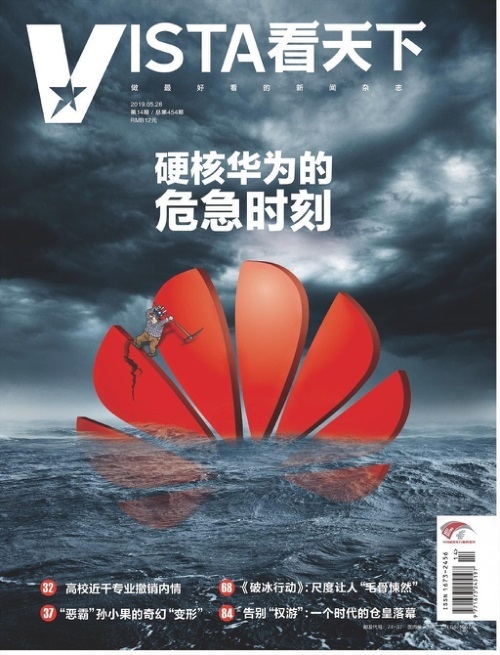 VISTA看天下
做最好看的新闻杂志
2019.05.28
第14期 / 总第454期
RMB12元
硬核华为的
危急时刻
32 高校近千专业撤销内情
68 《破冰行动》：尺度让人“毛骨悚然”
37 “恶霸”孙小果的奇幻“变形”
84 告别“权游”：一个时代的仓皇落幕
ISSN 1673-2456
14